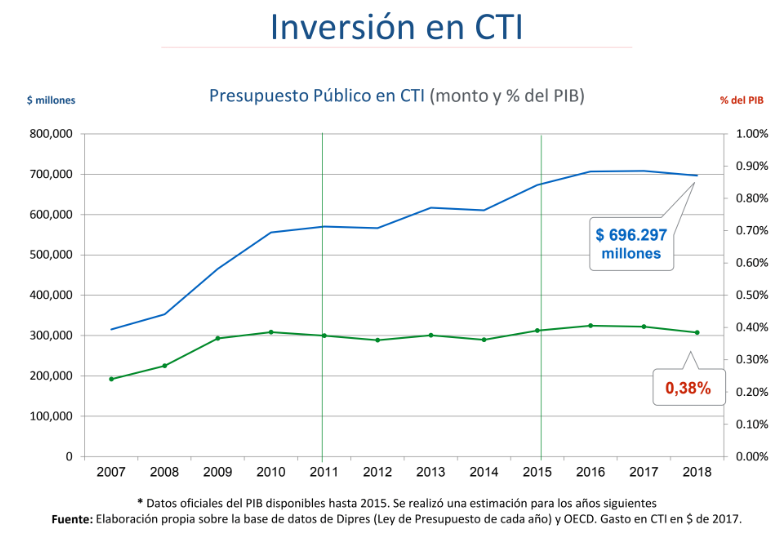 Inversión en CTI
$ millones
Presupuesto Público en CTI (monto y % del PIB)
% del PIB
800,000
1.00%
0.90%
700,000
0.80%
600,000
0.70%
500,000
0.60%
400,000
0.50%
0.40%
300,000
0.30%
200,000
0.20%
100,000
0.10%
0
0.00%
$ 696.297
millones
0,38%
2007 2008 2009 2010 2011 2012 2013 2014 2015 2016 2017 2018
* Datos oficiales del PIB disponibles hasta 2015. Se realizó una estimación para los años siguientes
Fuente: Elaboración propia sobre la base de datos de Dipres (Ley de Presupuesto de cada año) y OECD. Gasto en CTI en $ de 2017.